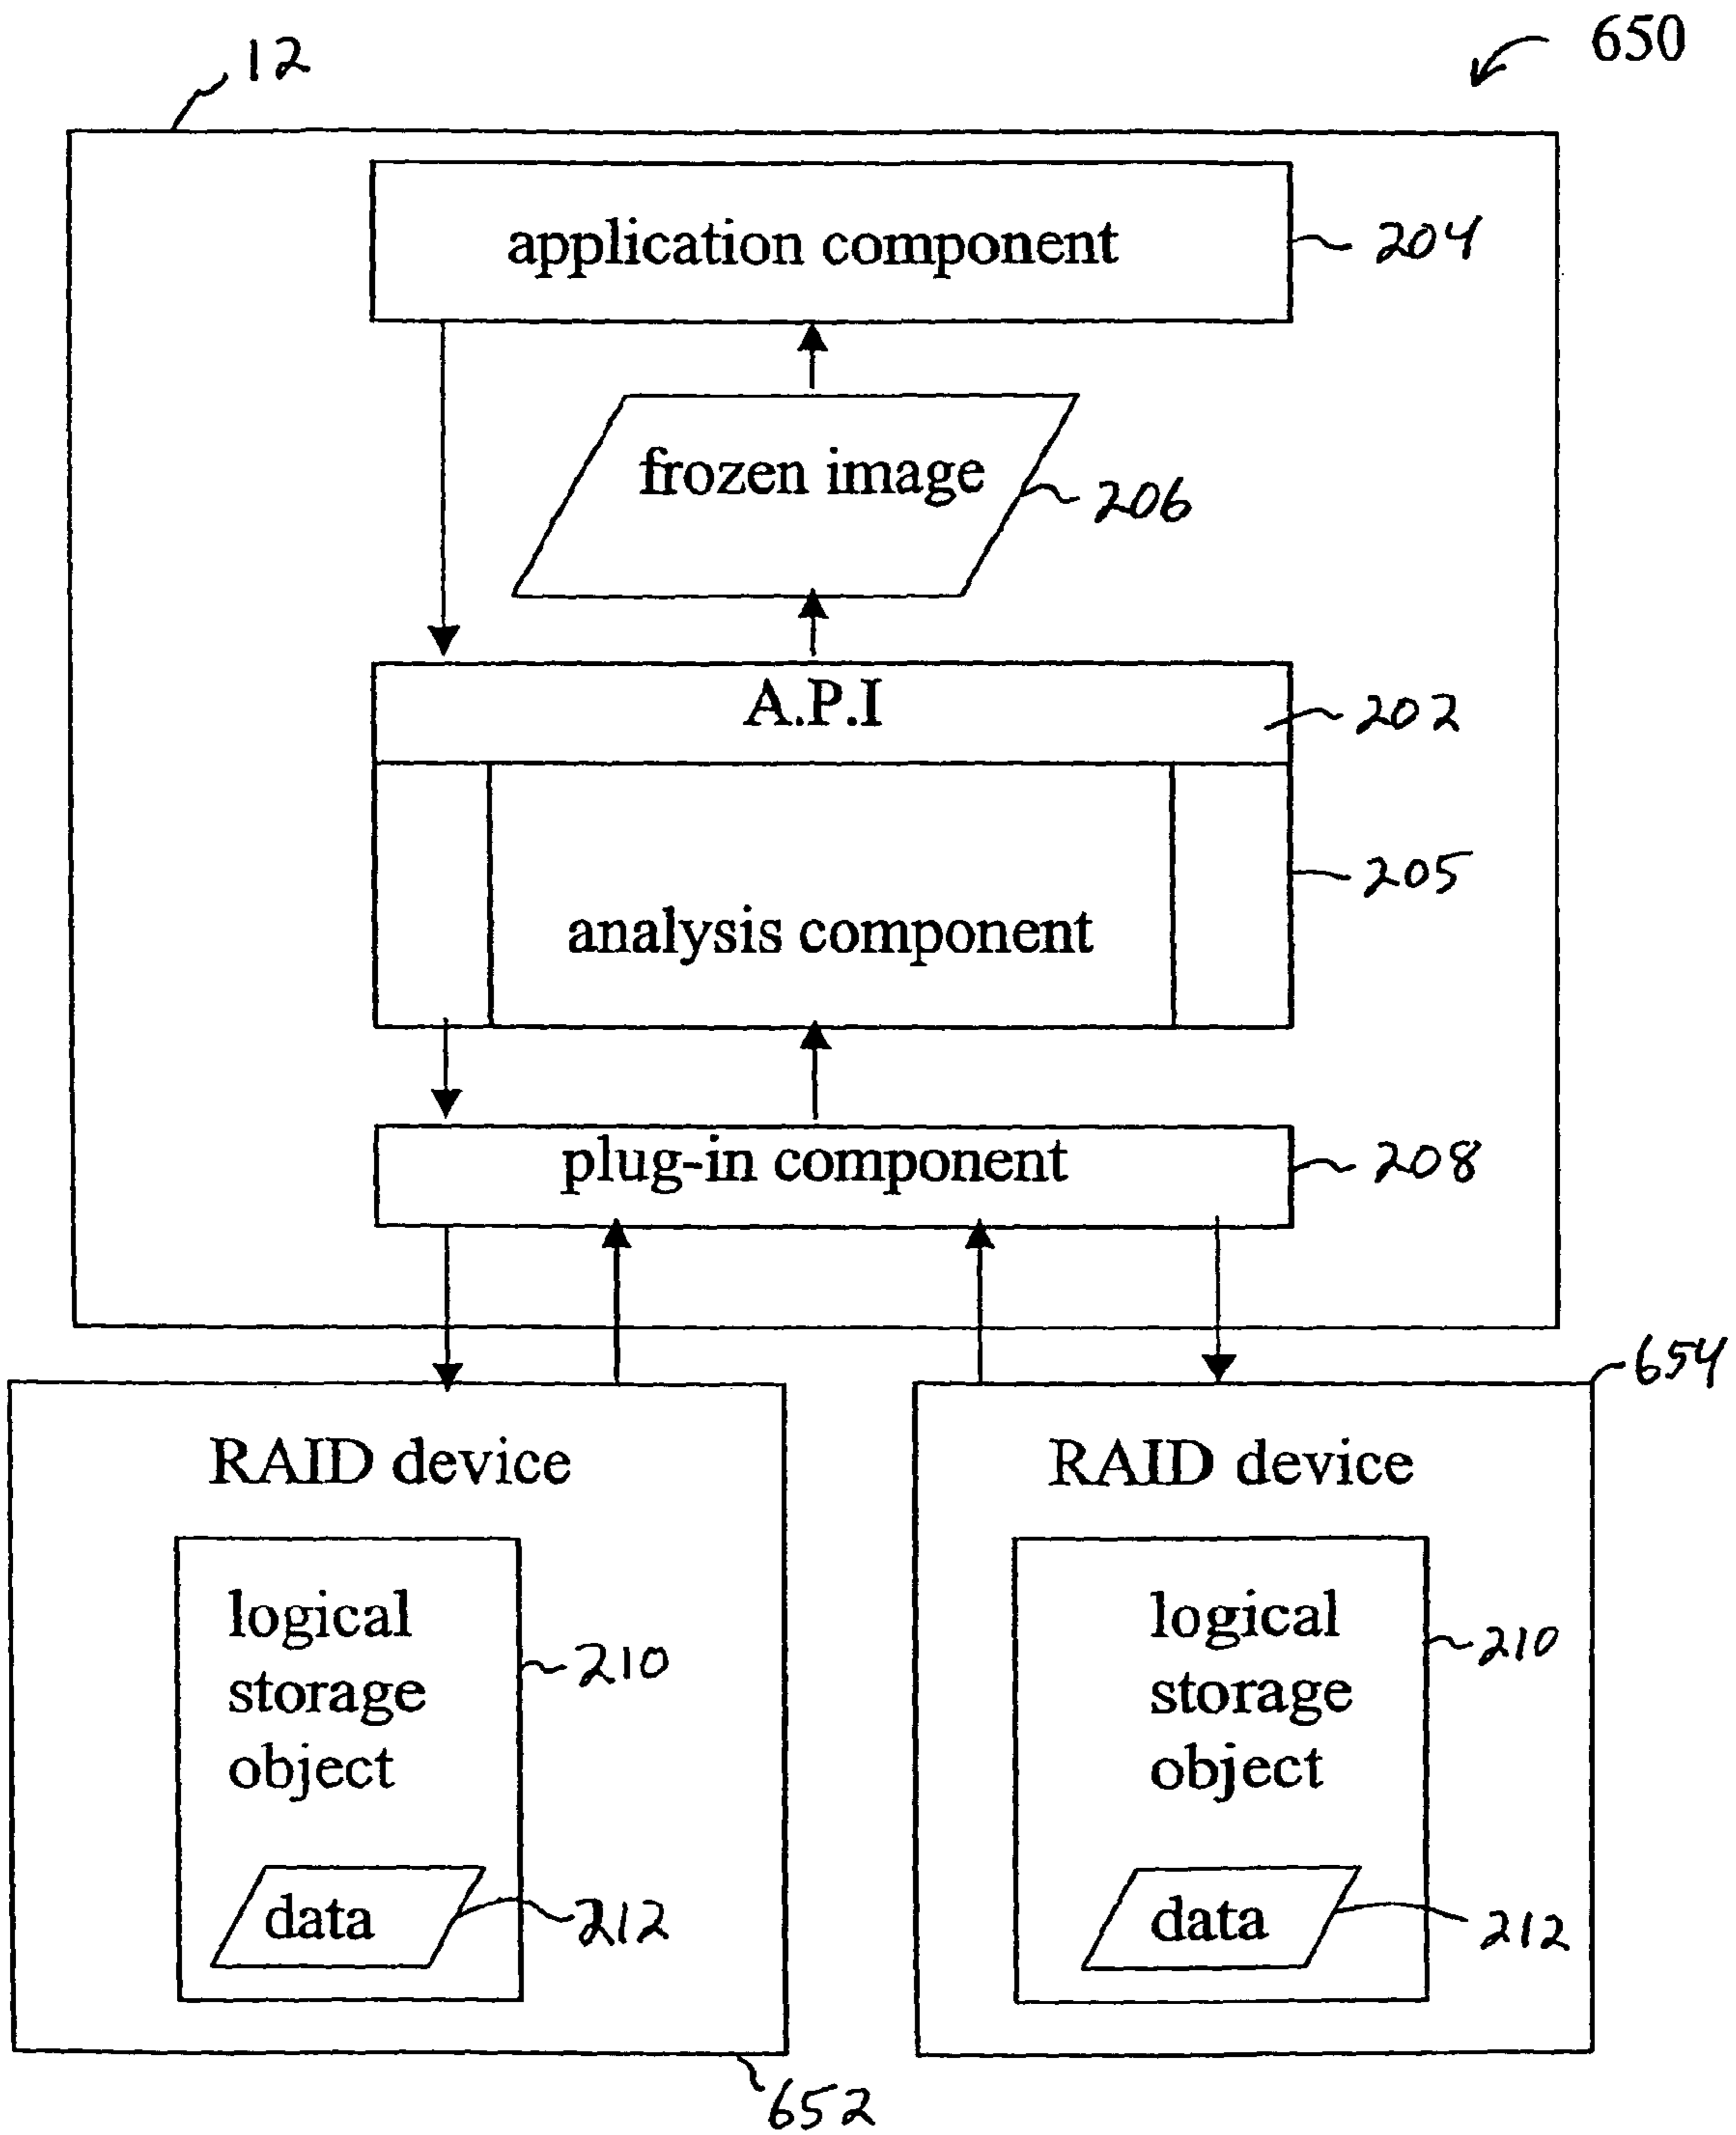 650
12
application component
204
frozen image
206
A.P.I
202
205
analysis component
plug-in component
208
654
RAID device
RAID device
logical
storage
object
210
logical
storage
object
210
data
212
data
212
652